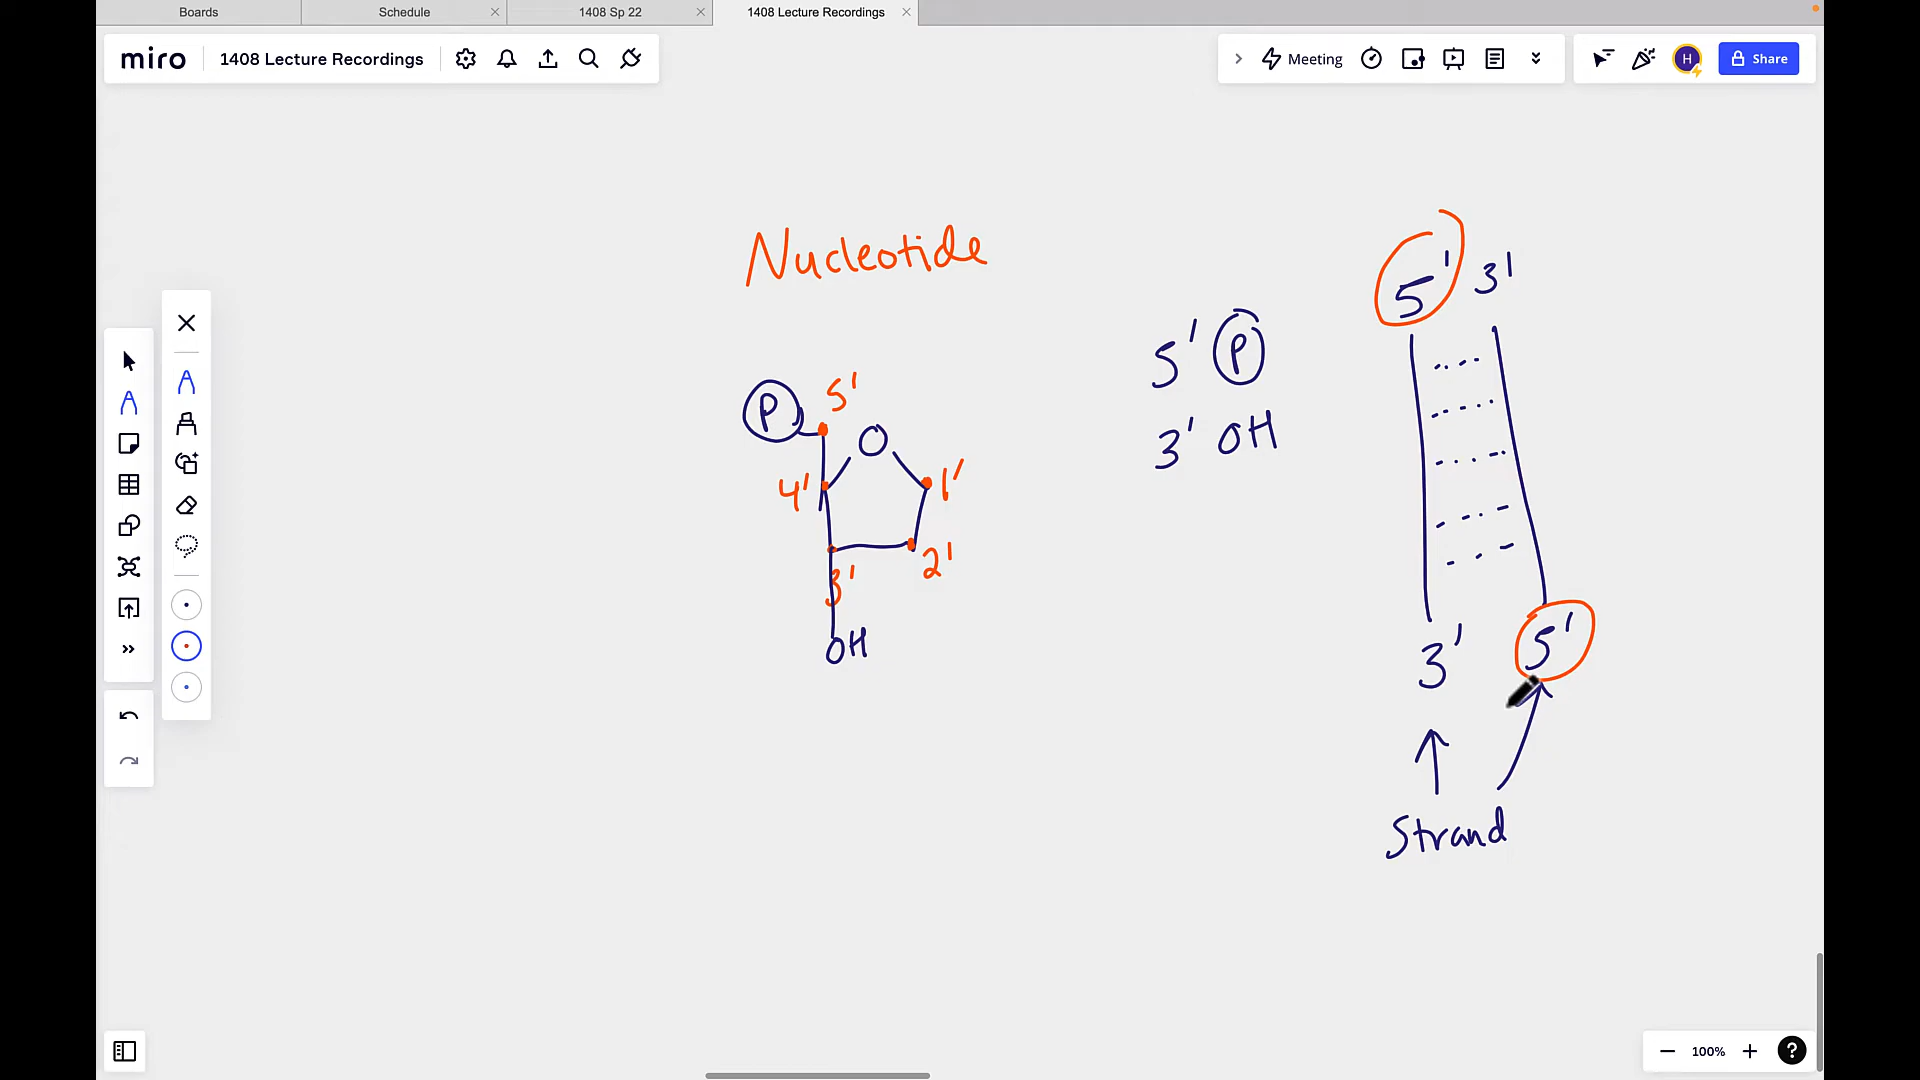 Boards
Schedule
1408 Sp 22
1408 Lecture Recordings
miro
1408 Lecture Recordings
Meeting
H
Share
Nucleotide
5' 3'
5' P
3' OH
P
5'
O
4'
1'
2'
3'
OH
3' 5'
Strand
100%
?